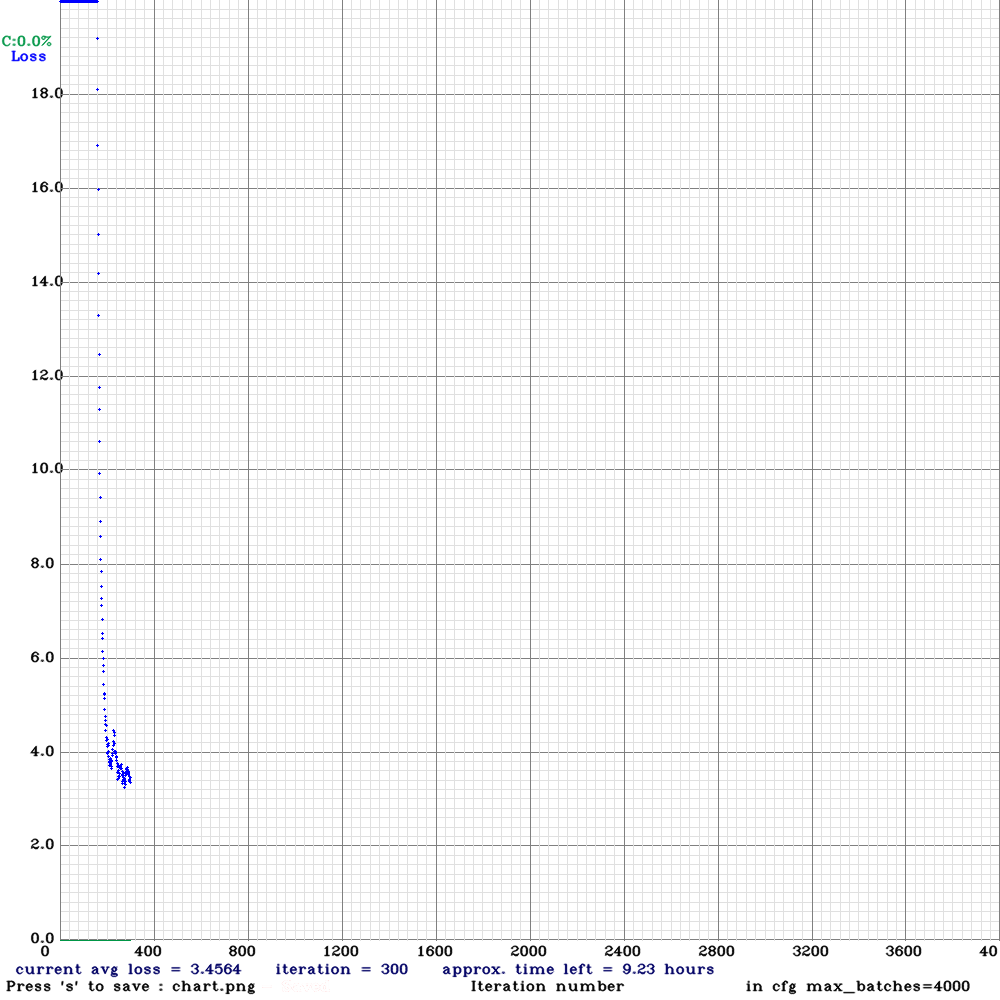 C:0.0%
Loss
18.0
16.0
14.0
12.0
10.0
8.0
6.0
4.0
2.0
0.0
0 400 800 1200 1600 2000 2400 2800 3200 3600 40
current avg loss = 3.4564 iteration = 300 approx. time left = 9.23 hours
Press 's' to save : chart.png Iteration number in cfg max_batches=4000